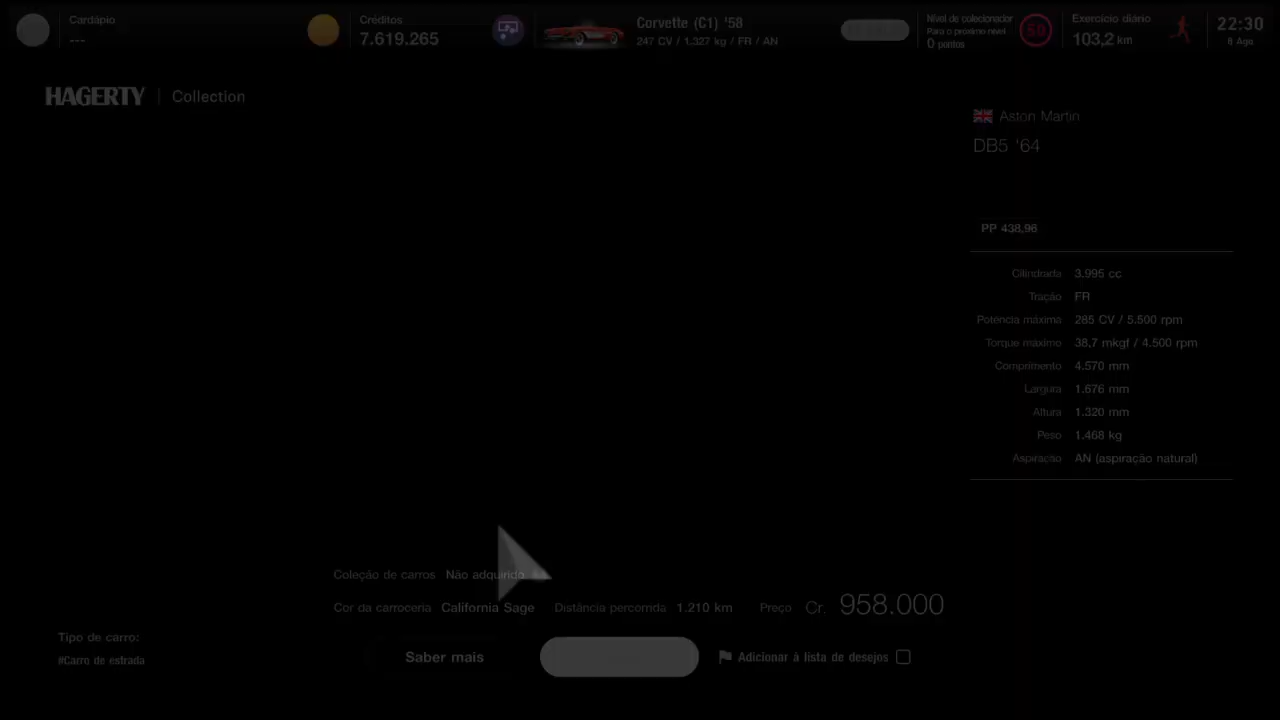 Cardápio
---
Créditos
7.619.265
Corvette (C1) '58
247 CV / 1.327 kg / FR / AN
Nível de colecionador
Para o próximo nível
0 pontos
50
Exercício diário
103,2 km
22:30
8 Ago
HAGERTY | Collection
Aston Martin
DB5 '64
PP 438,96
Cilindrada 3.995 cc
Tração FR
Potência máxima 285 CV / 5.500 rpm
Torque máximo 38,7 mkgf / 4.500 rpm
Comprimento 4.570 mm
Largura 1.676 mm
Altura 1.320 mm
Peso 1.468 kg
Aspiração AN (aspiração natural)
Coleção de carros Não adquirido
Cor da carroceria California Sage Distância percorrida 1.210 km Preço Cr. 958.000
Tipo de carro:
#Carro de estrada
Saber mais
Adicionar à lista de desejos